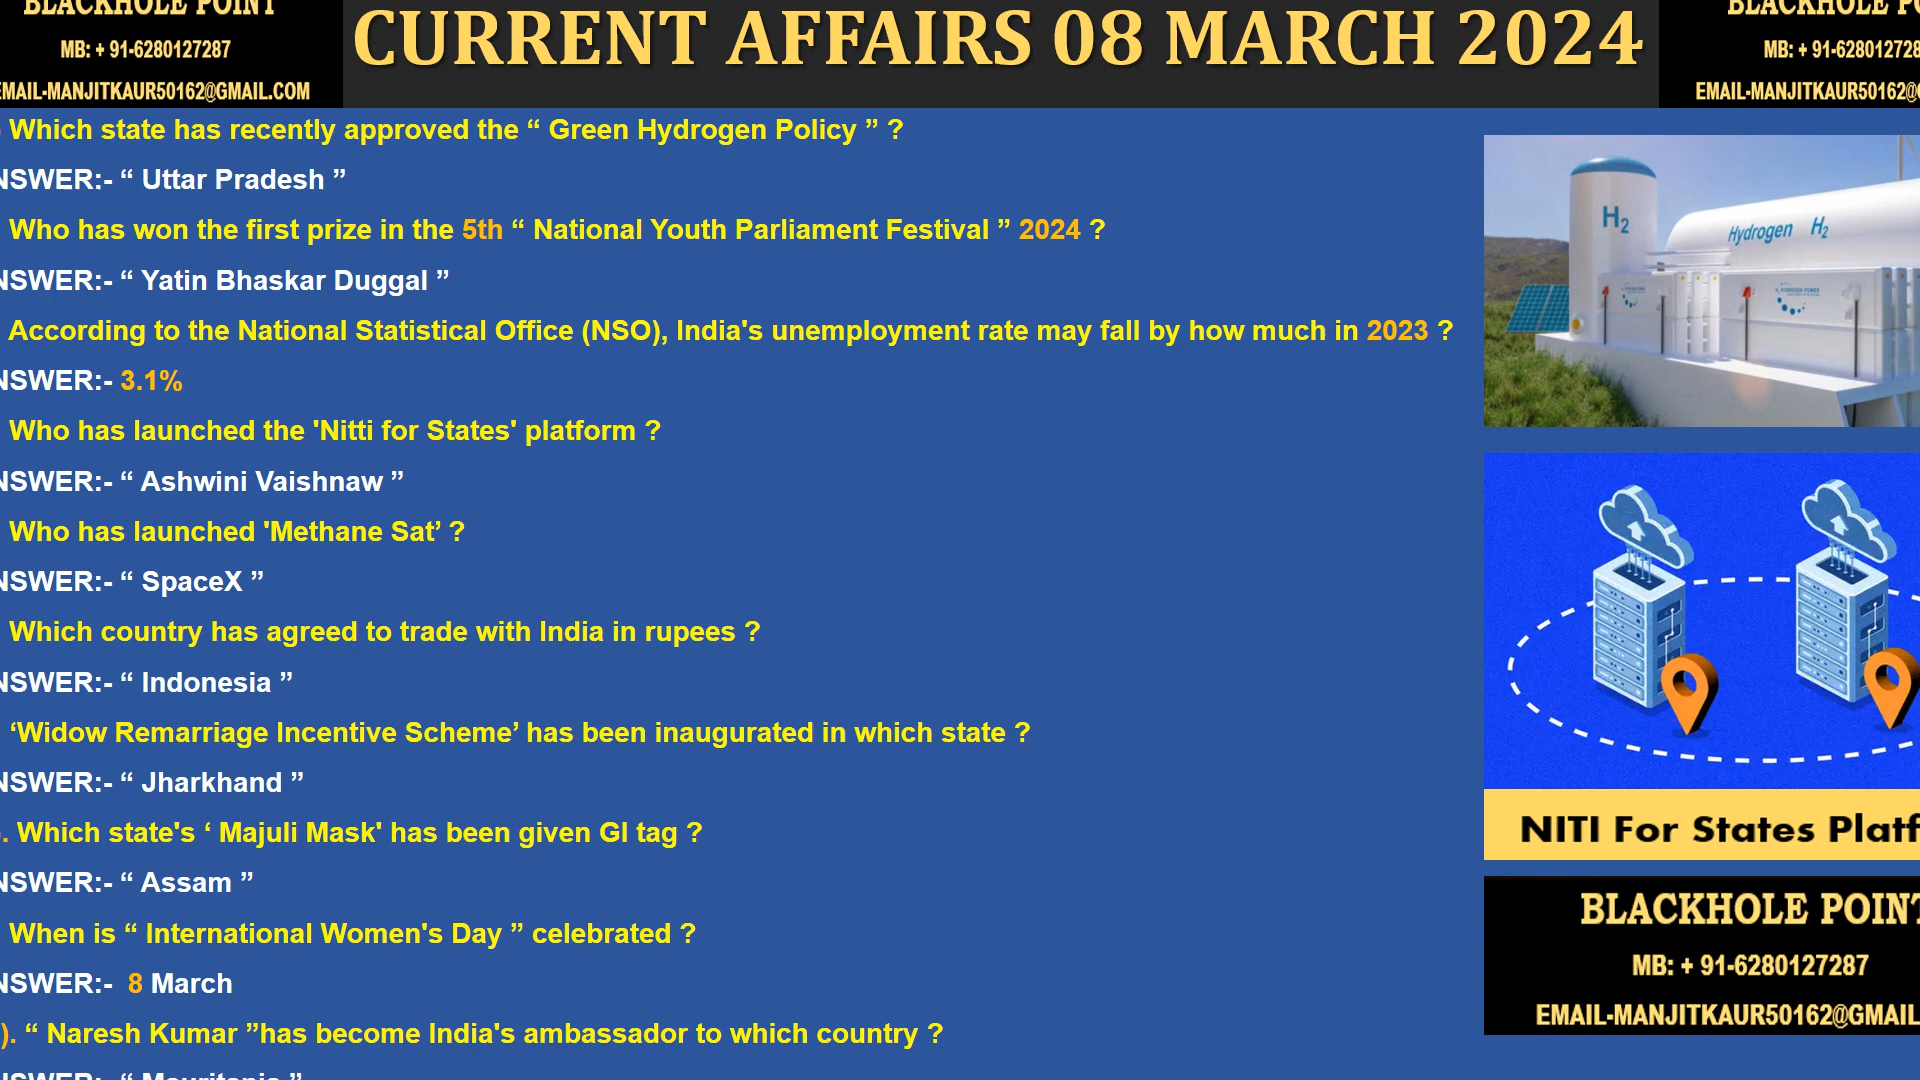 BLACKHOLE POINT
MB: + 91-6280127287
EMAIL-MANJITKAUR50162@GMAIL.COM
CURRENT AFFAIRS 08 MARCH 2024
BLACKHOLE PO
MB: + 91-628012728
EMAIL-MANJITKAUR50162@
Which state has recently approved the “ Green Hydrogen Policy ” ?
NSWER:- “ Uttar Pradesh ”
Who has won the first prize in the 5th “ National Youth Parliament Festival ” 2024 ?
NSWER:- “ Yatin Bhaskar Duggal ”
According to the National Statistical Office (NSO), India's unemployment rate may fall by how much in 2023 ?
NSWER:- 3.1%
Who has launched the 'Nitti for States' platform ?
NSWER:- “ Ashwini Vaishnaw ”
Who has launched 'Methane Sat’ ?
NSWER:- “ SpaceX ”
Which country has agreed to trade with India in rupees ?
NSWER:- “ Indonesia ”
‘Widow Remarriage Incentive Scheme’ has been inaugurated in which state ?
NSWER:- “ Jharkhand ”
. Which state's ‘ Majuli Mask' has been given GI tag ?
NSWER:- “ Assam ”
When is “ International Women's Day ” celebrated ?
NSWER:- 8 March
). “ Naresh Kumar ”has become India's ambassador to which country ?
NSWER:- “ Mauritania ”
H2
Hydrogen H2
NITI For States Platf
BLACKHOLE POINT
MB: + 91-6280127287
EMAIL-MANJITKAUR50162@GMAIL